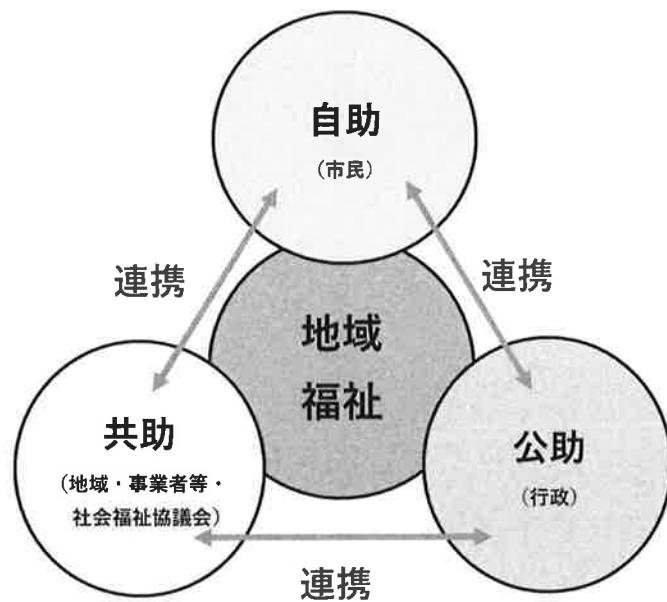 自助
（市民）
連携
連携
地域
福祉
共助
（地域・事業者等・
社会福祉協議会）
公助
（行政）
連携